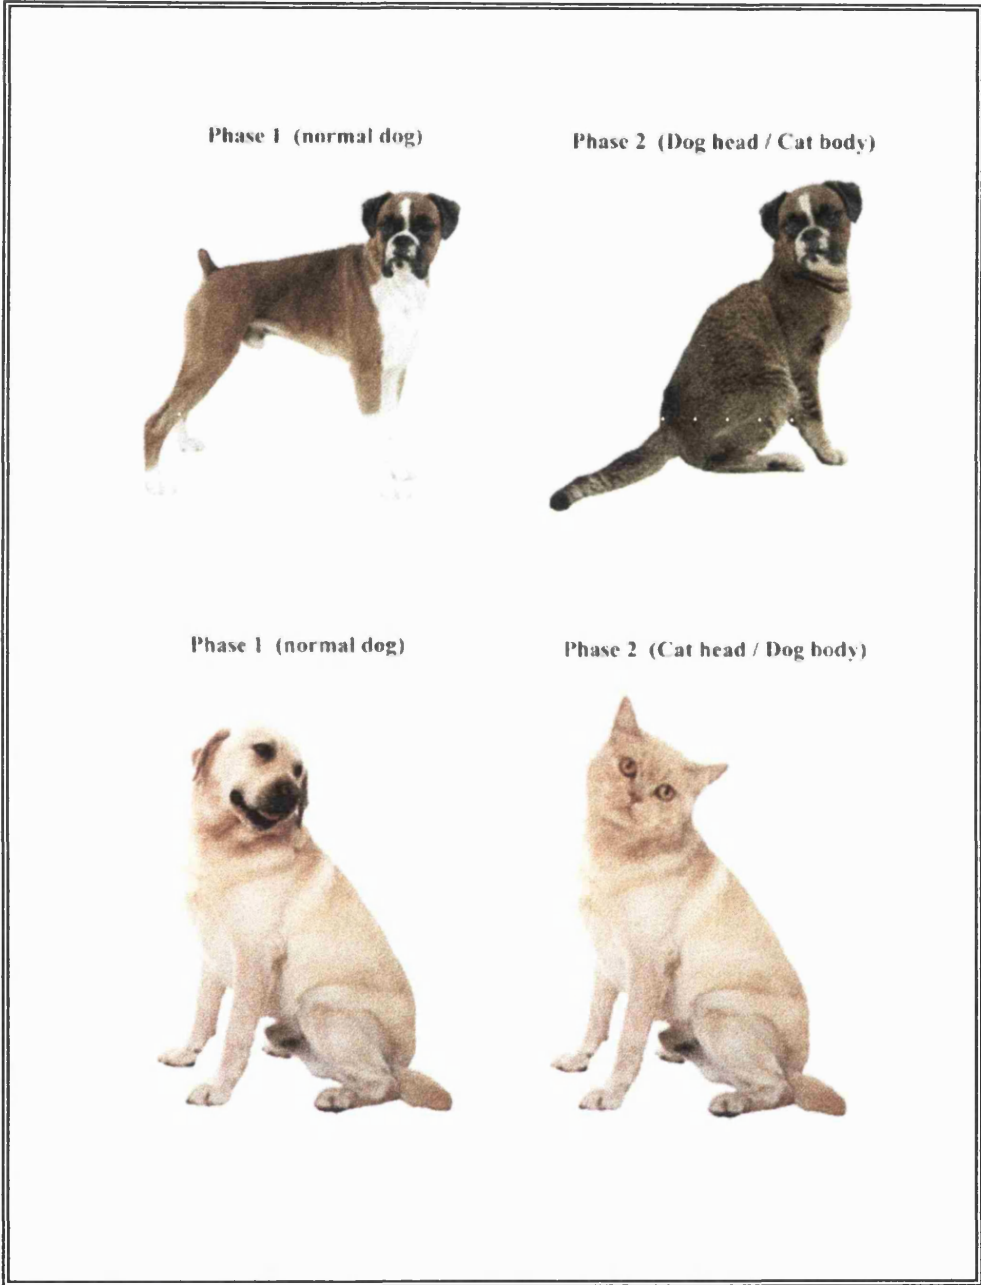 Phase 1 (normal dog)
Phase 2 (Dog head / Cat body)
Phase 1 (normal dog)
Phase 2 (Cat head / Dog body)